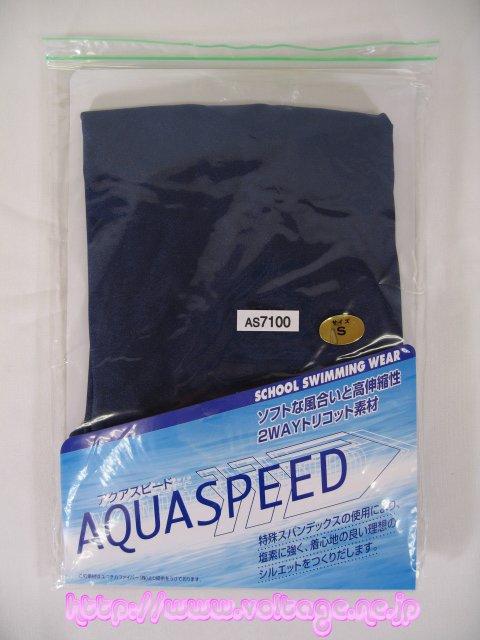 AS7100
サイズ
S
SCHOOL SWIMMING WEAR
ソフトな風合いと高伸縮性
2WAYトリコット素材
アクアスピード
AQUASPEED
特殊スパンデックスの使用により、
塩素に強く、着心地の良い理想の
シルエットをつくりだします。
http://www.voltage.ne.jp